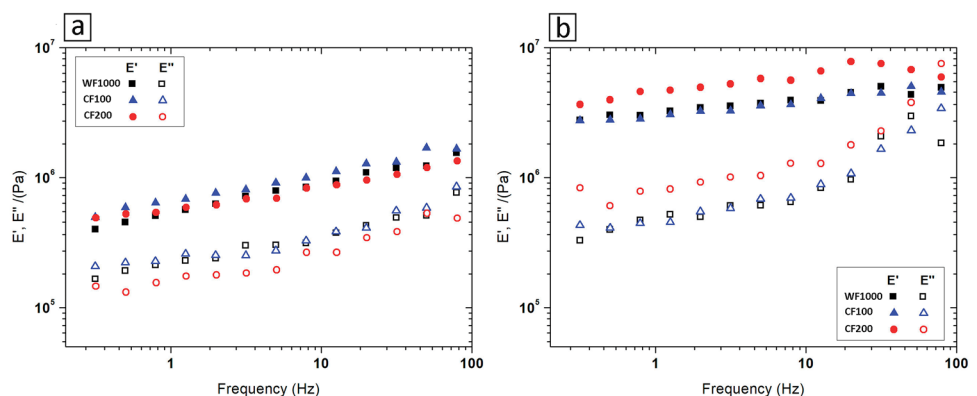 a
10⁷
10⁶
10⁵
E', E'' /(Pa)
E' E''
WF1000
CF100
CF200
1 10 100
Frequency (Hz)
b
10⁷
10⁶
10⁵
E', E'' /(Pa)
E' E''
WF1000
CF100
CF200
1 10 100
Frequency (Hz)